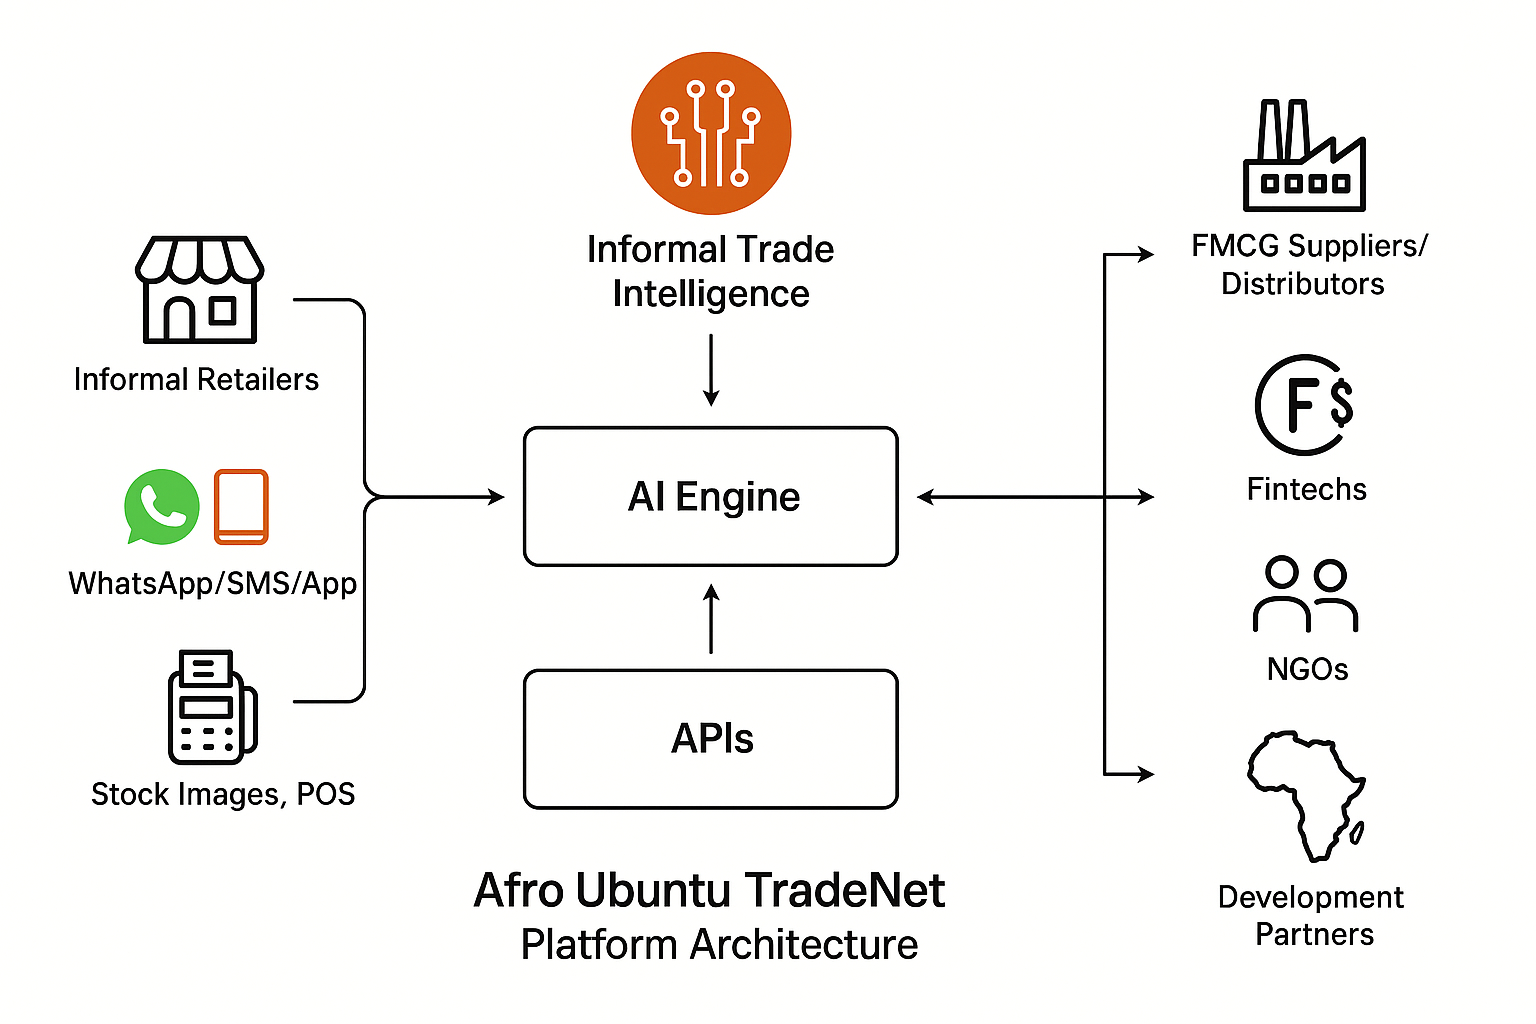 Informal Trade
Intelligence
Informal Retailers
WhatsApp/SMS/App
Stock Images, POS
AI Engine
APIs
FMCG Suppliers/
Distributors
F$
Fintechs
NGOs
Development
Partners
Afro Ubuntu TradeNet
Platform Architecture